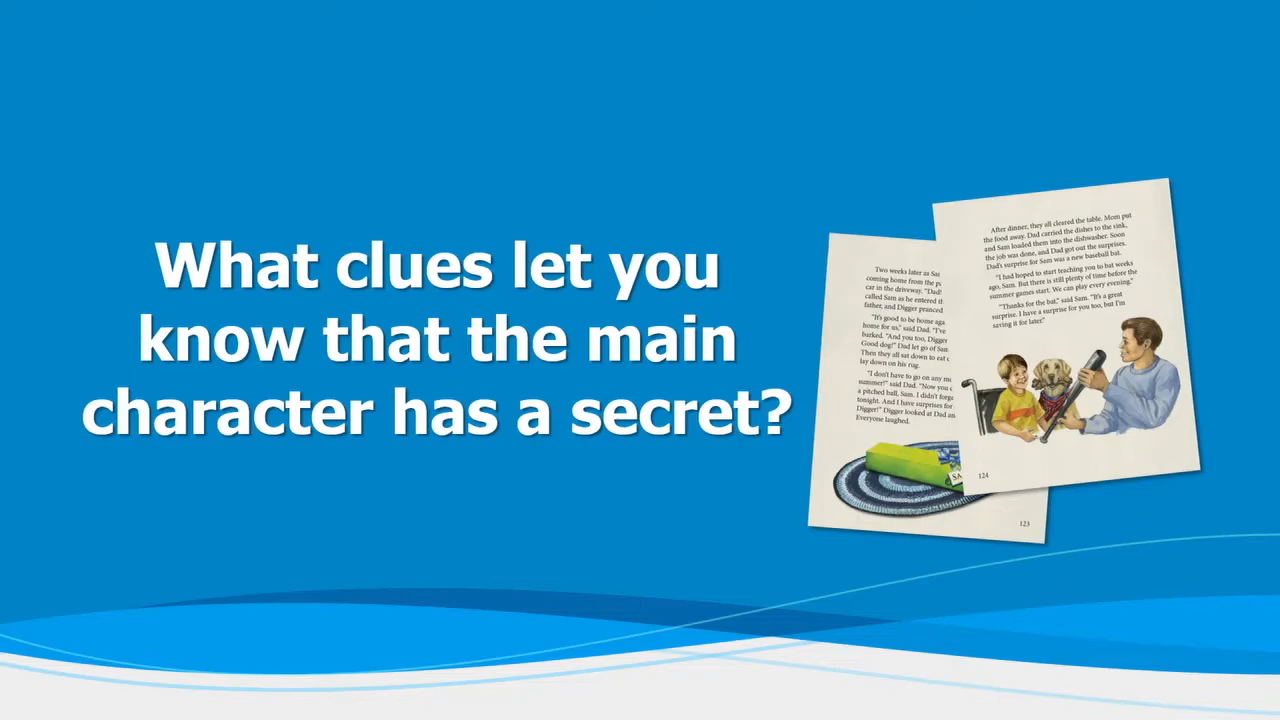 What clues let you
know that the main
character has a secret?
Two weeks later as Sa
coming home from the p
car in the driveway. "Dad!
called Sam as he entered th
father, and Digger pranced
"It's good to be home aga
home for us," said Dad. "I've
barked. "And you too, Digger
Good dog!" Dad let go of Sam
Then they all sat down to eat
lay down on his rug.
"I don't have to go on any m
summer!" said Dad. "Now you
a pitched ball, Sam. I didn't forg
tonight. And I have surprises for
Digger!" Digger looked at Dad an
Everyone laughed.
SA
123
After dinner, they all cleared the table. Mom put
the food away. Dad carried the dishes to the sink,
and Sam loaded them into the dishwasher. Soon
the job was done, and Dad got out the surprises.
Dad's surprise for Sam was a new baseball bat.
"I had hoped to start teaching you to bat weeks
ago, Sam. But there is still plenty of time before the
summer games start. We can play every evening."
"Thanks for the bat," said Sam. "It's a great
surprise. I have a surprise for you too, but I'm
saving it for later."
124